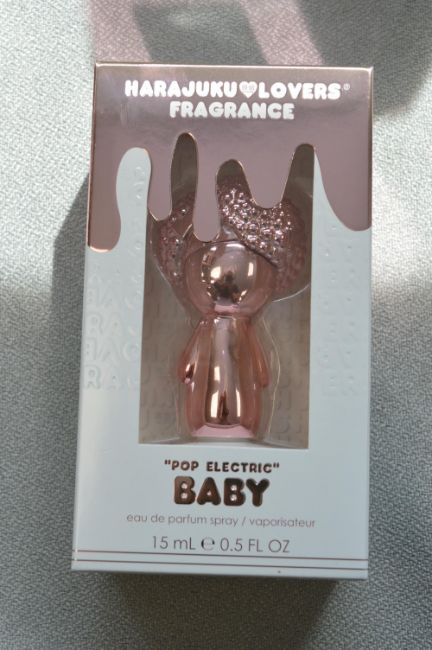 HARAJUKU LOVERS®
FRAGRANCE
"POP ELECTRIC"
BABY
eau de parfum spray / vaporisateur
15 mL ℮ 0.5 FL OZ